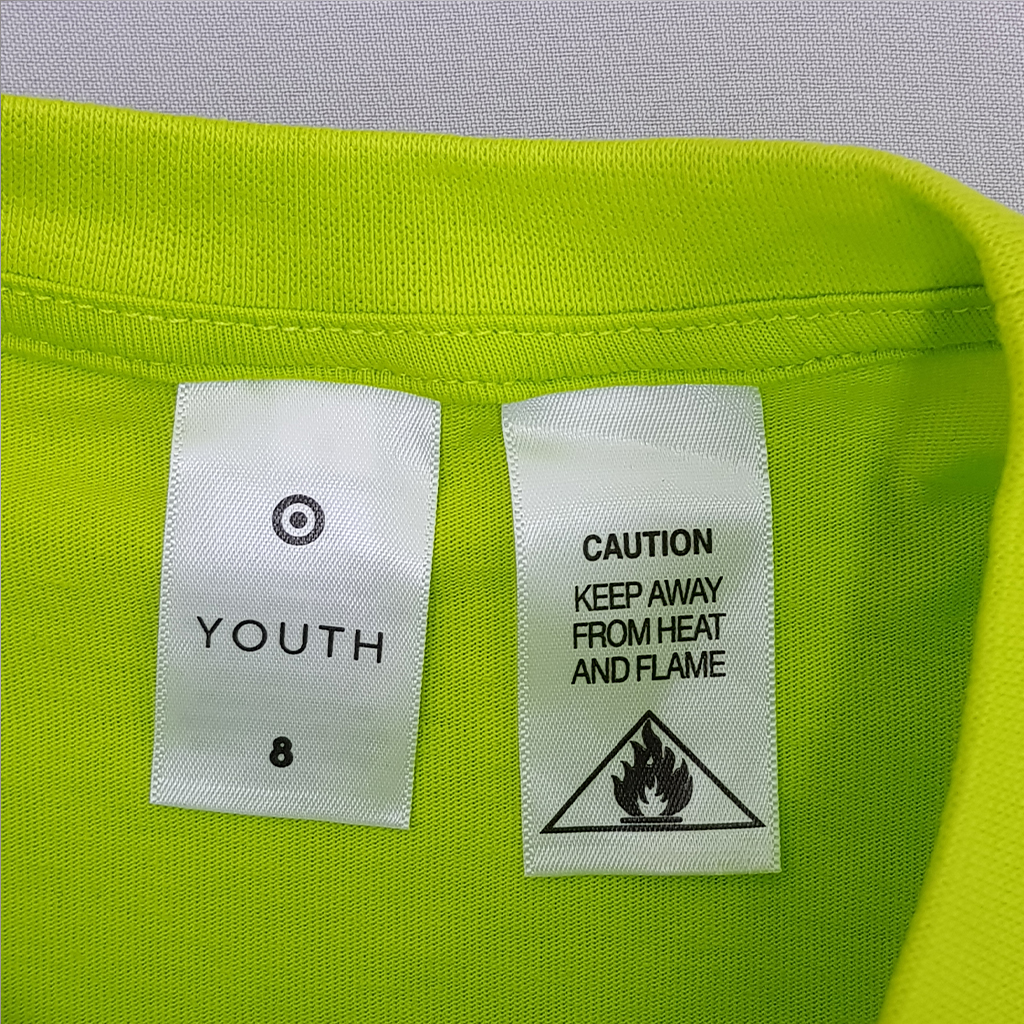 YOUTH
8
CAUTION
KEEP AWAY
FROM HEAT
AND FLAME